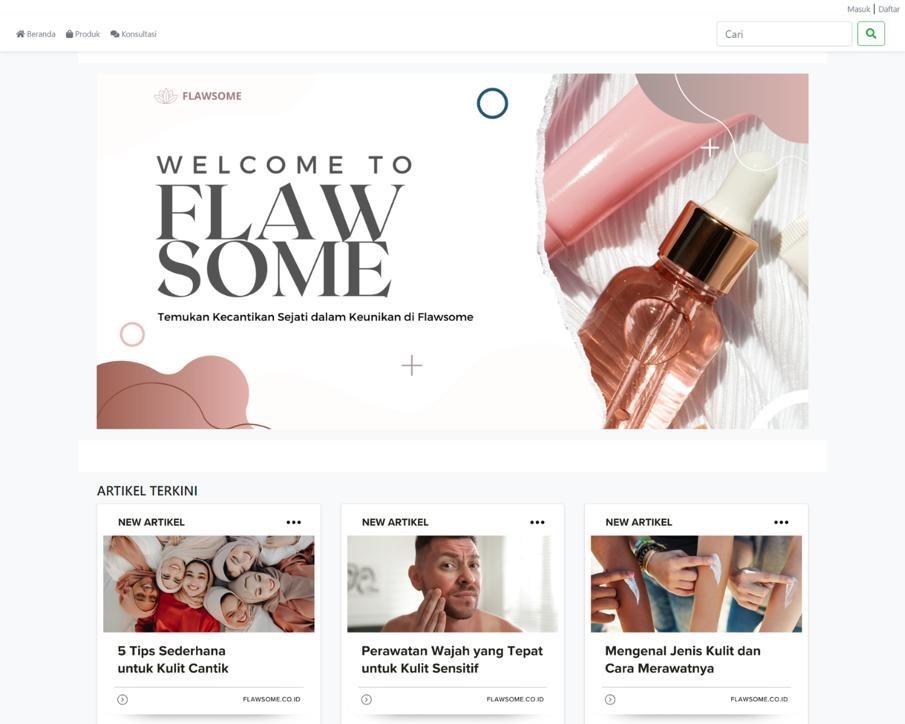 Masuk | Daftar
Beranda Produk Konsultasi Cari
FLAWSOME
WELCOME TO
FLAW
SOME
Temukan Kecantikan Sejati dalam Keunikan di Flawsome
ARTIKEL TERKINI
NEW ARTIKEL
5 Tips Sederhana
untuk Kulit Cantik
FLAWSOME.CO.ID
NEW ARTIKEL
Perawatan Wajah yang Tepat
untuk Kulit Sensitif
FLAWSOME.CO.ID
NEW ARTIKEL
Mengenal Jenis Kulit dan
Cara Merawatnya
FLAWSOME.CO.ID